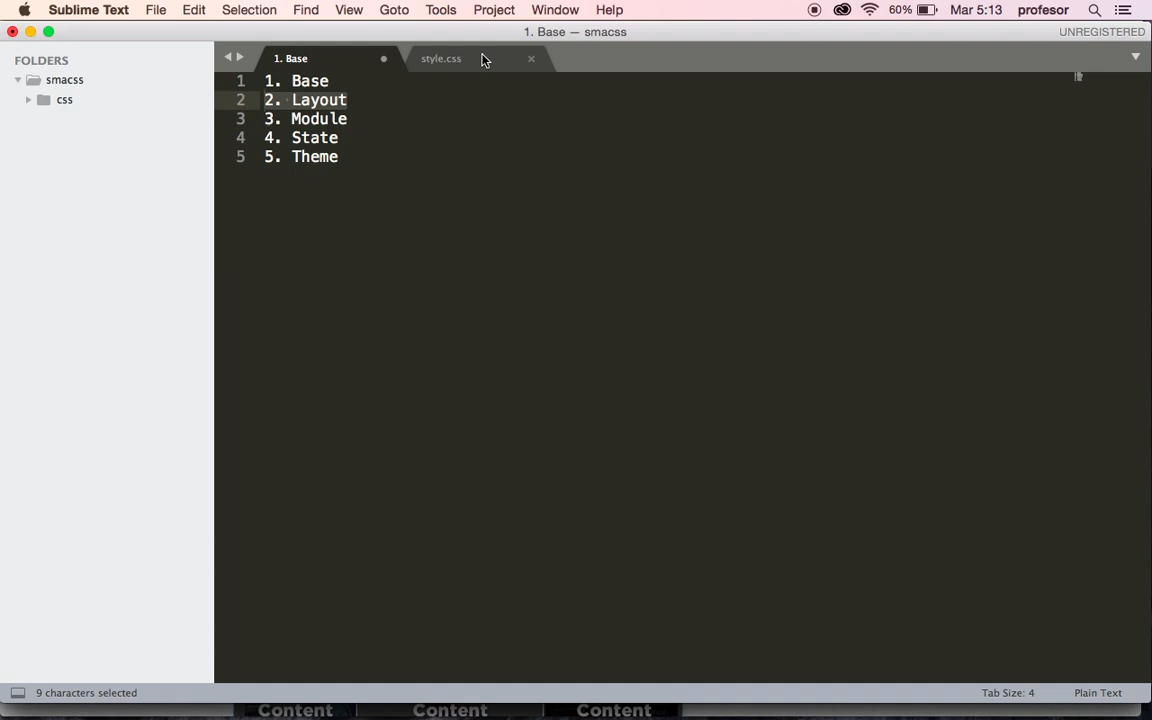 Sublime Text File Edit Selection Find View Goto Tools Project Window Help 60% Mar 5:13 profesor
1. Base — smacss UNREGISTERED
FOLDERS
smacss
css
1. Base style.css
1 1. Base
2 2. Layout
3 3. Module
4 4. State
5 5. Theme
9 characters selected Tab Size: 4 Plain Text
Content Content Content